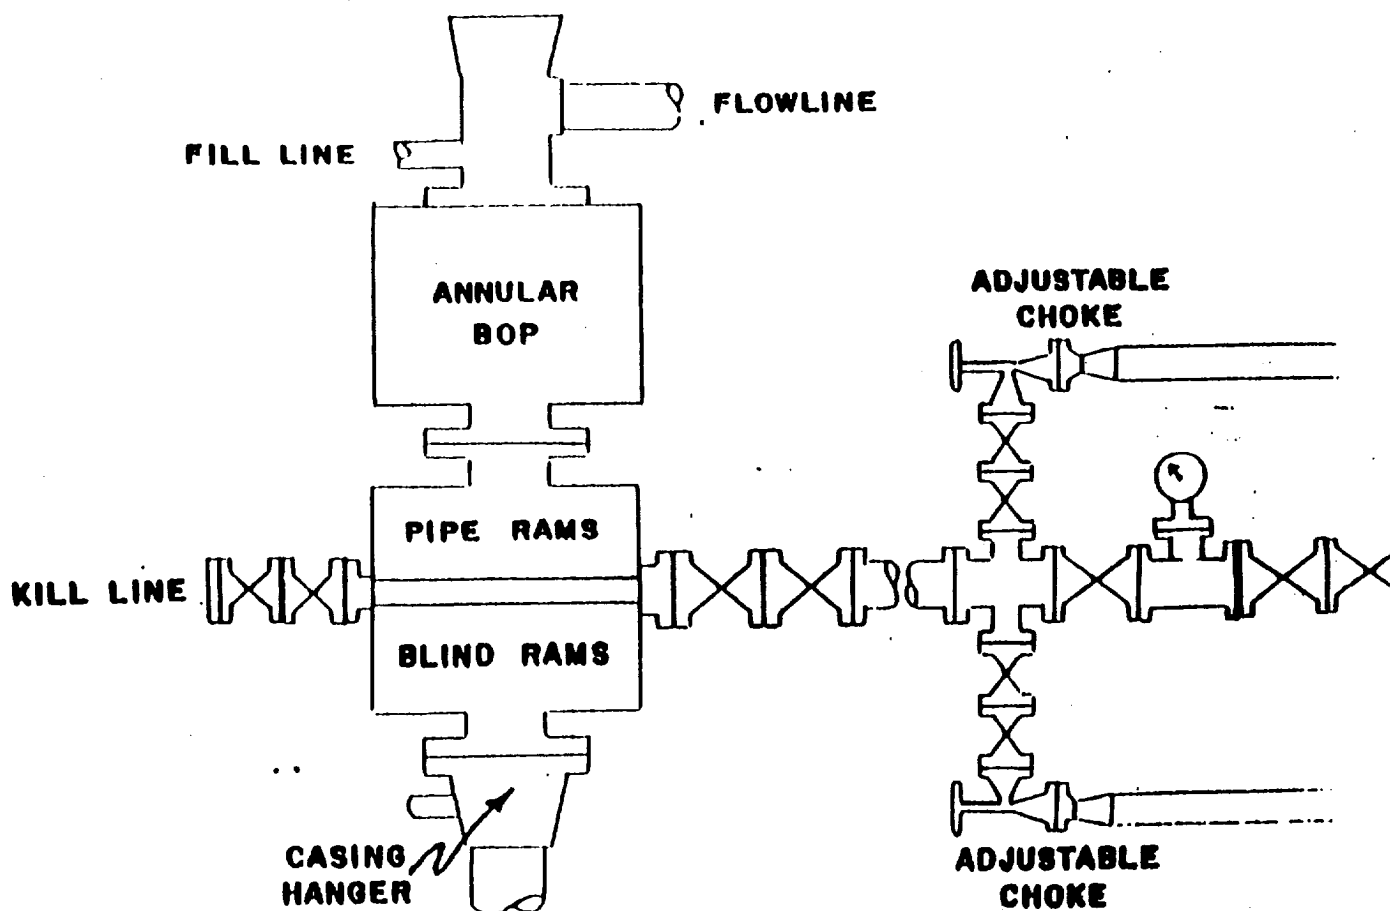 FLOWLINE
FILL LINE
ANNULAR
BOP
ADJUSTABLE
CHOKE
PIPE RAMS
KILL LINE
BLIND RAMS
CASING
HANGER
ADJUSTABLE
CHOKE